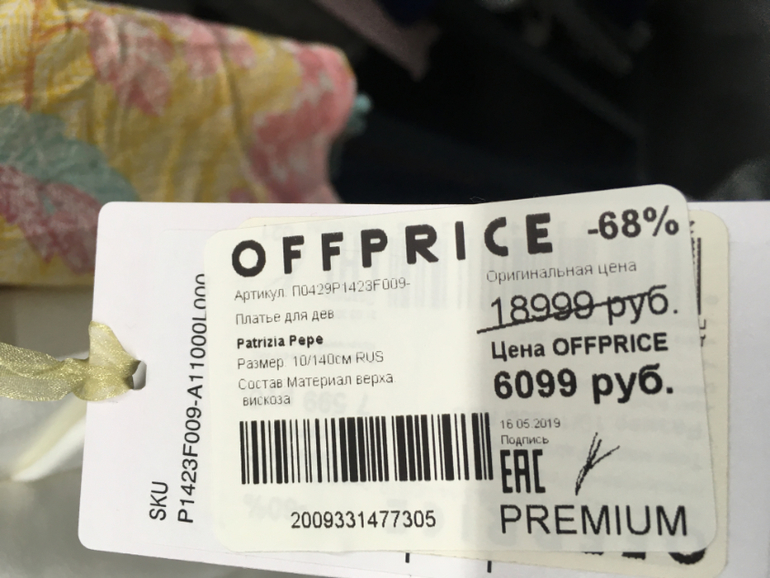 OFFPRICE
-68%
Артикул. П0429P1423F009-
Платье для дев
Patrizia Pepe
Размер. 10/140см RUS
Состав Материал верха
вискоза
Оригинальная цена
18999 руб.
Цена OFFPRICE
6099 руб.
16.05.2019
Подпись
EAC
PREMIUM
2009331477305
SKU
P1423F009-A11000L000